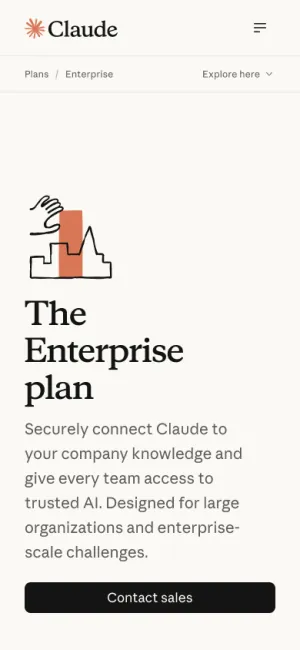 Claude
Plans / Enterprise
Explore here
The
Enterprise
plan
Securely connect Claude to
your company knowledge and
give every team access to
trusted AI. Designed for large
organizations and enterprise-
scale challenges.
Contact sales